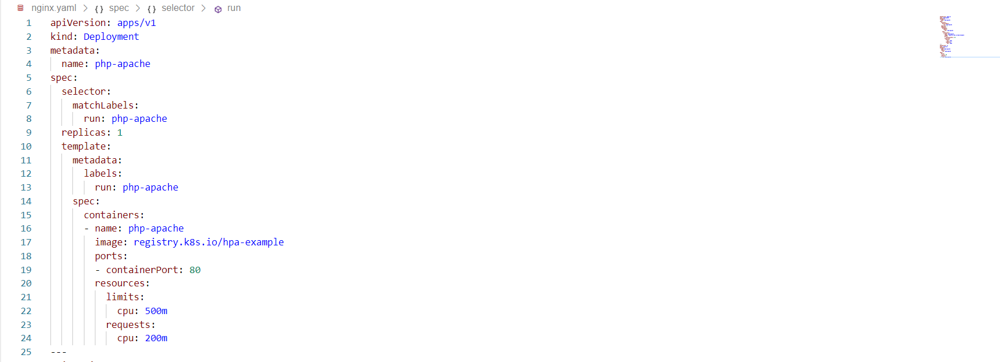 nginx.yaml > {} spec > {} selector > run
1 apiVersion: apps/v1
2 kind: Deployment
3 metadata:
4   name: php-apache
5 spec:
6   selector:
7     matchLabels:
8       run: php-apache
9   replicas: 1
10   template:
11     metadata:
12       labels:
13         run: php-apache
14     spec:
15       containers:
16       - name: php-apache
17         image: registry.k8s.io/hpa-example
18         ports:
19         - containerPort: 80
20         resources:
21           limits:
22             cpu: 500m
23           requests:
24             cpu: 200m
25 ---